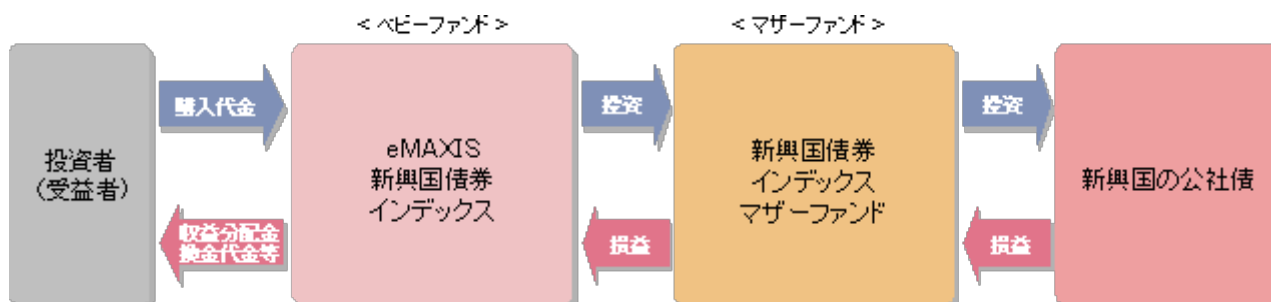 <ベビーファンド>
<マザーファンド>
購入代金
投資
投資
投資者
(受益者)
eMAXIS
新興国債券
インデックス
新興国債券
インデックス
マザーファンド
新興国の公社債
収益分配金
換金代金等
損益
損益